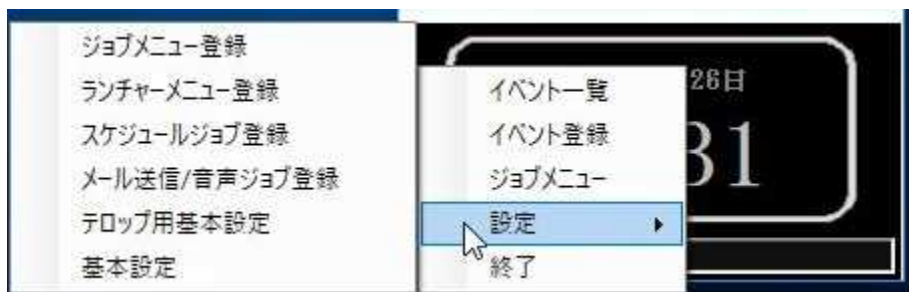 ジョブメニュー登録
ランチャーメニュー登録
スケジュールジョブ登録
メール送信/音声ジョブ登録
テロップ用基本設定
基本設定
イベント一覧
イベント登録
ジョブメニュー
設定
終了
26日
31